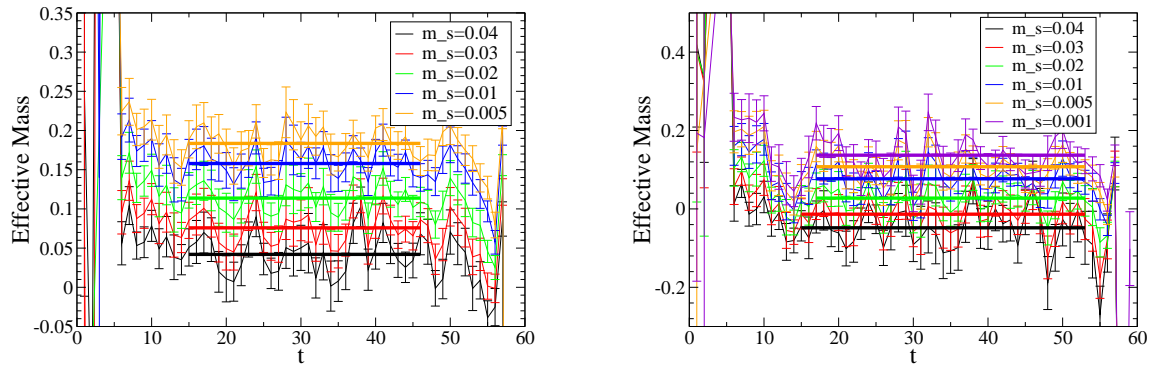 0.35
0.3
0.25
0.2
0.15
0.1
0.05
0
-0.05
Effective Mass
0 10 20 30 40 50 60
t
m_s=0.04
m_s=0.03
m_s=0.02
m_s=0.01
m_s=0.005
0.4
0.2
0
-0.2
Effective Mass
0 10 20 30 40 50 60
t
m_s=0.04
m_s=0.03
m_s=0.02
m_s=0.01
m_s=0.005
m_s=0.001